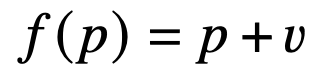 f(p) = p + v